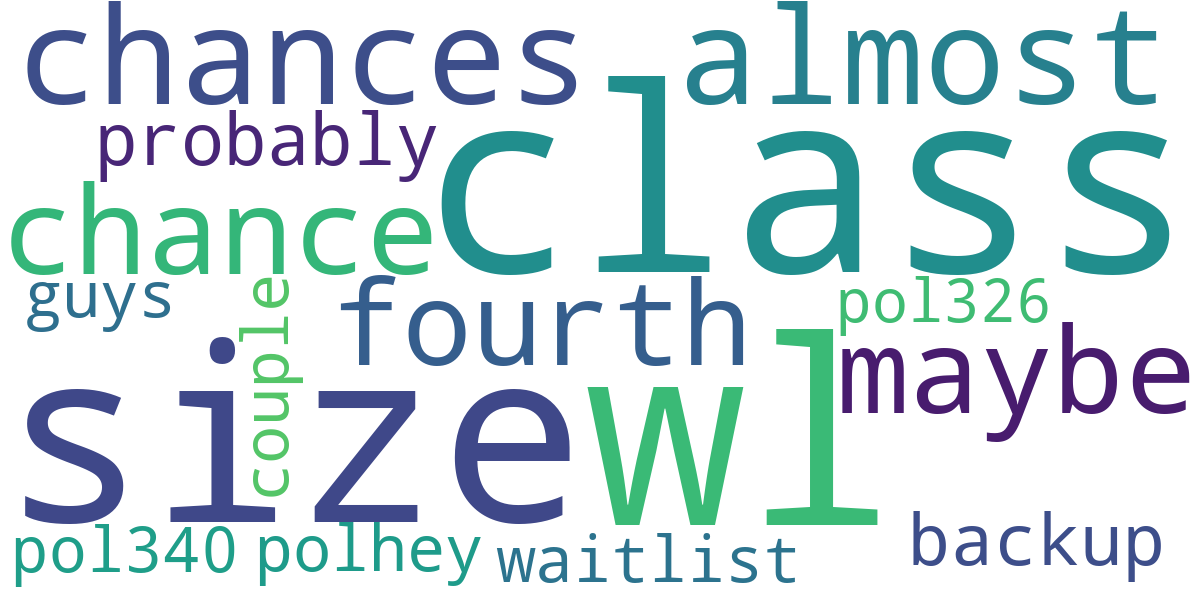 chances almost
probably class
chance
guys couple fourth pol326
size wl maybe
pol340 polhey waitlist backup